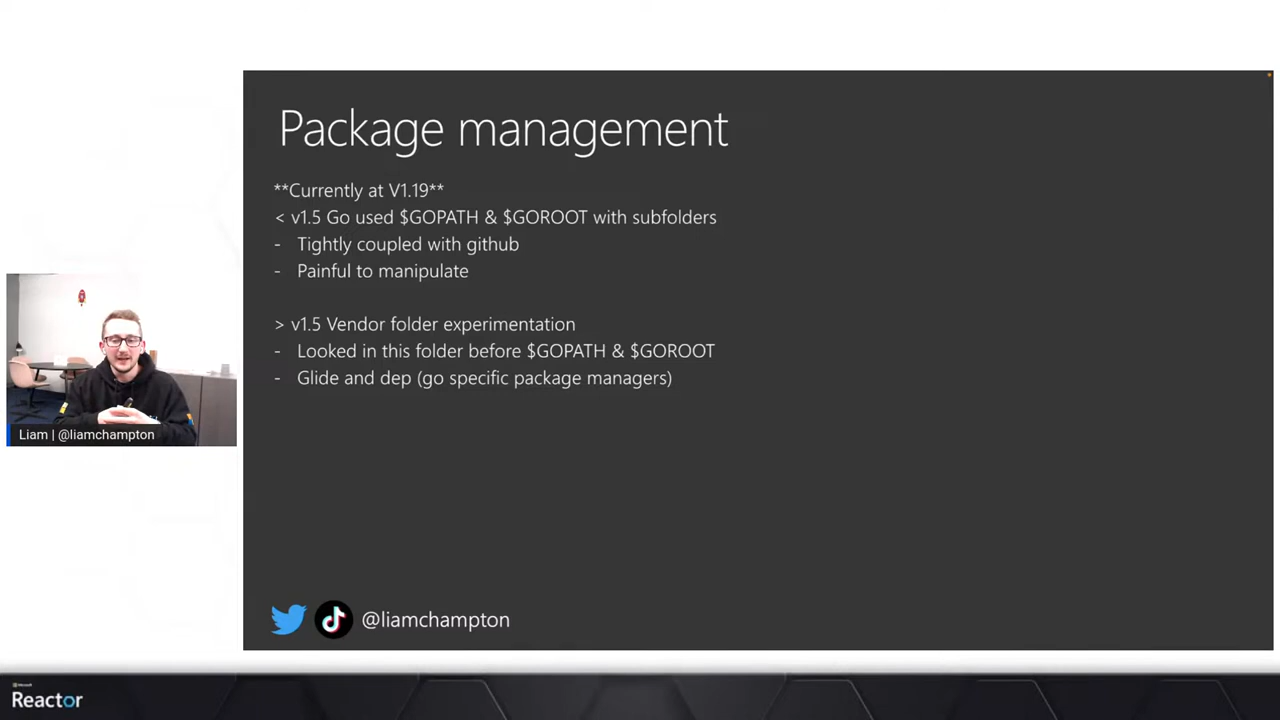 Package management
**Currently at V1.19**
< v1.5 Go used $GOPATH & $GOROOT with subfolders
- Tightly coupled with github
- Painful to manipulate
> v1.5 Vendor folder experimentation
- Looked in this folder before $GOPATH & $GOROOT
- Glide and dep (go specific package managers)
Liam | @liamchampton
@liamchampton
Microsoft
Reactor